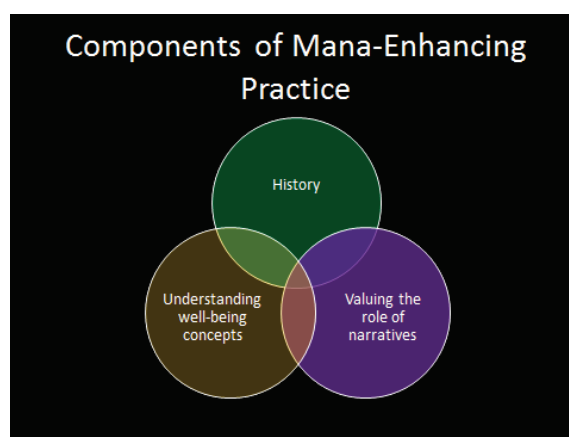 Components of Mana-Enhancing
Practice
History
Understanding
well-being
concepts
Valuing the
role of
narratives